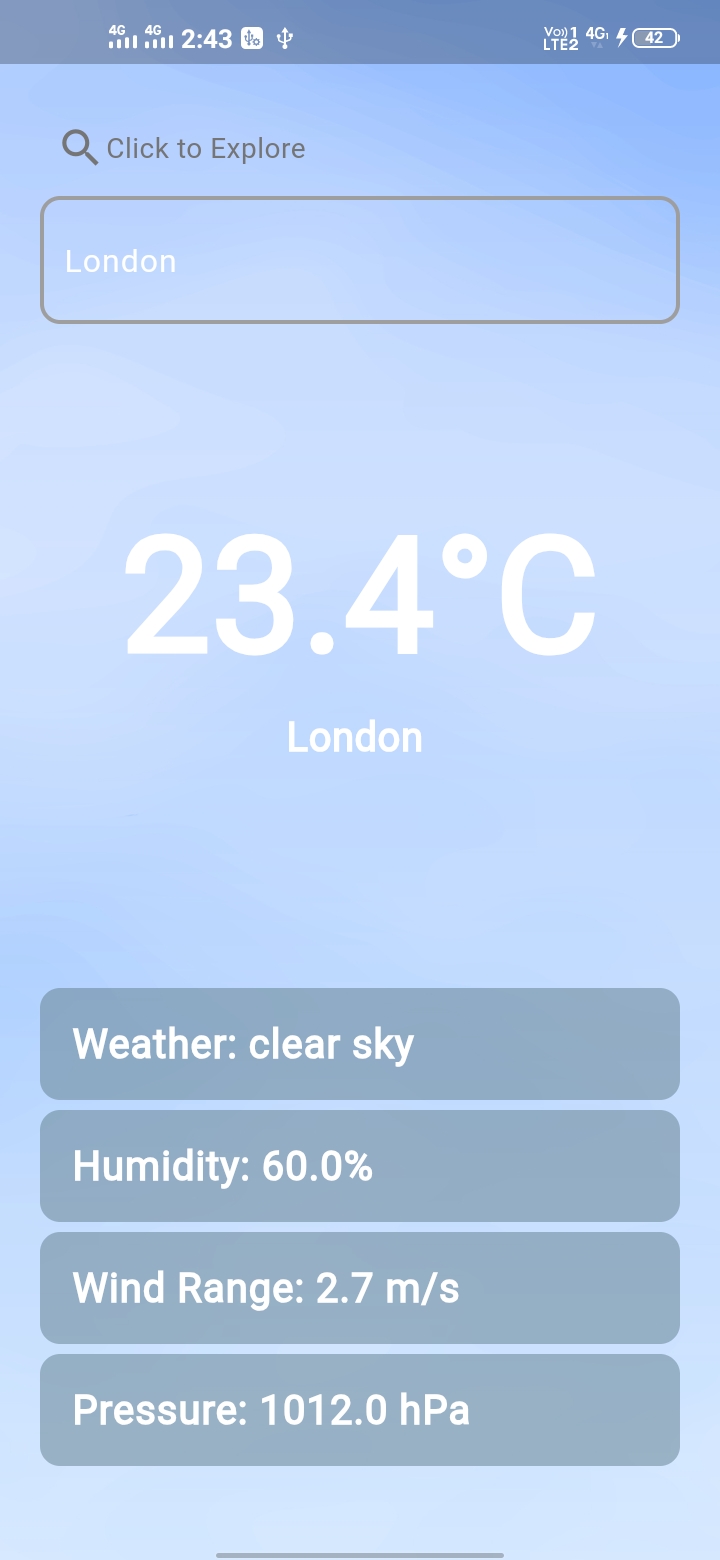 4G 4G 2:43 Vo)) 1 LTE2 4G 42
Click to Explore
London
23.4°C
London
Weather: clear sky
Humidity: 60.0%
Wind Range: 2.7 m/s
Pressure: 1012.0 hPa